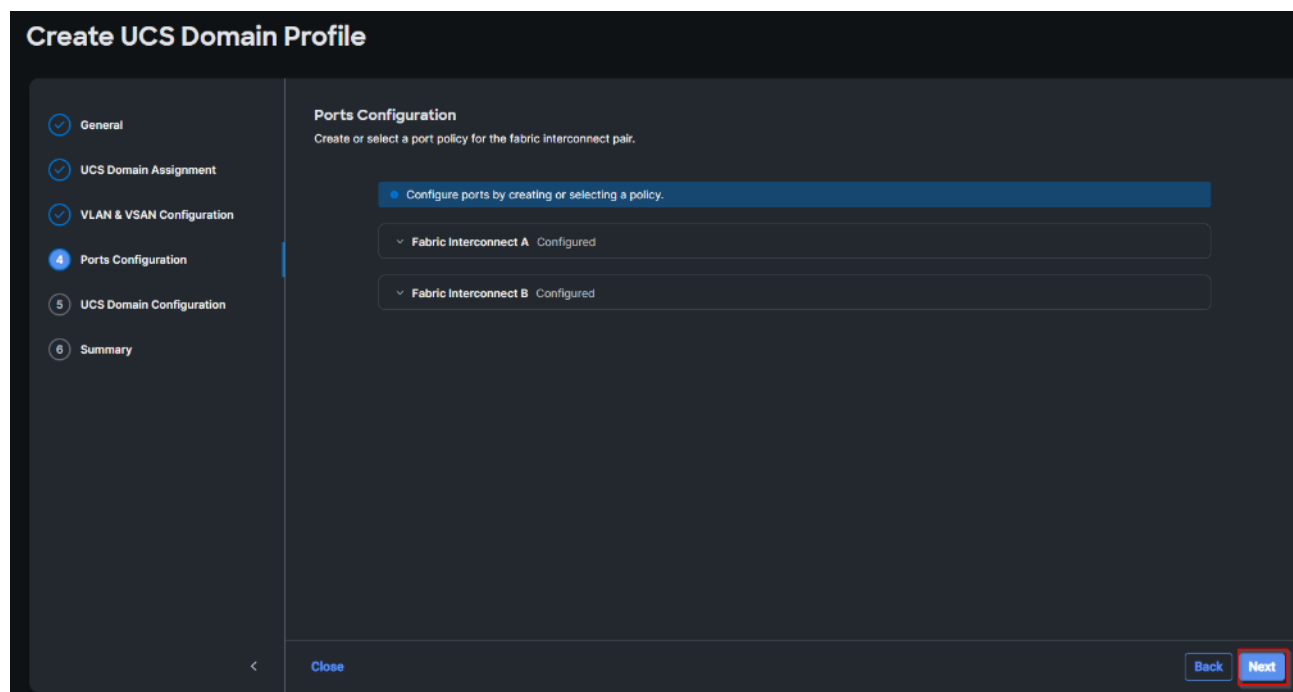 Create UCS Domain Profile
General
UCS Domain Assignment
VLAN & VSAN Configuration
4 Ports Configuration
5 UCS Domain Configuration
6 Summary
Ports Configuration
Create or select a port policy for the fabric interconnect pair.
Configure ports by creating or selecting a policy.
Fabric Interconnect A Configured
Fabric Interconnect B Configured
Close
Back
Next